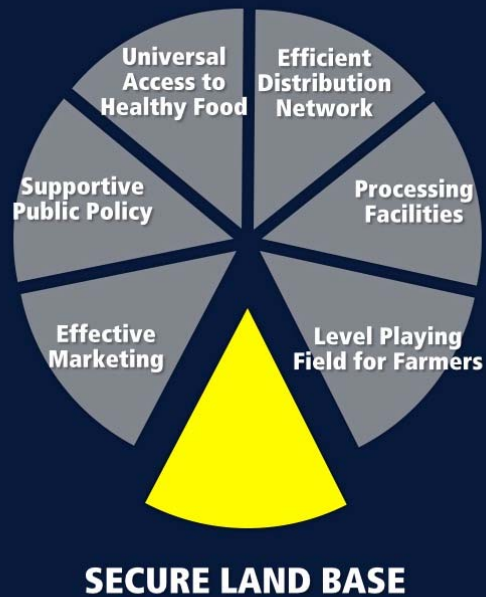 Universal
Access to
Healthy Food
Efficient
Distribution
Network
Supportive
Public Policy
Processing
Facilities
Effective
Marketing
Level Playing
Field for Farmers
SECURE LAND BASE